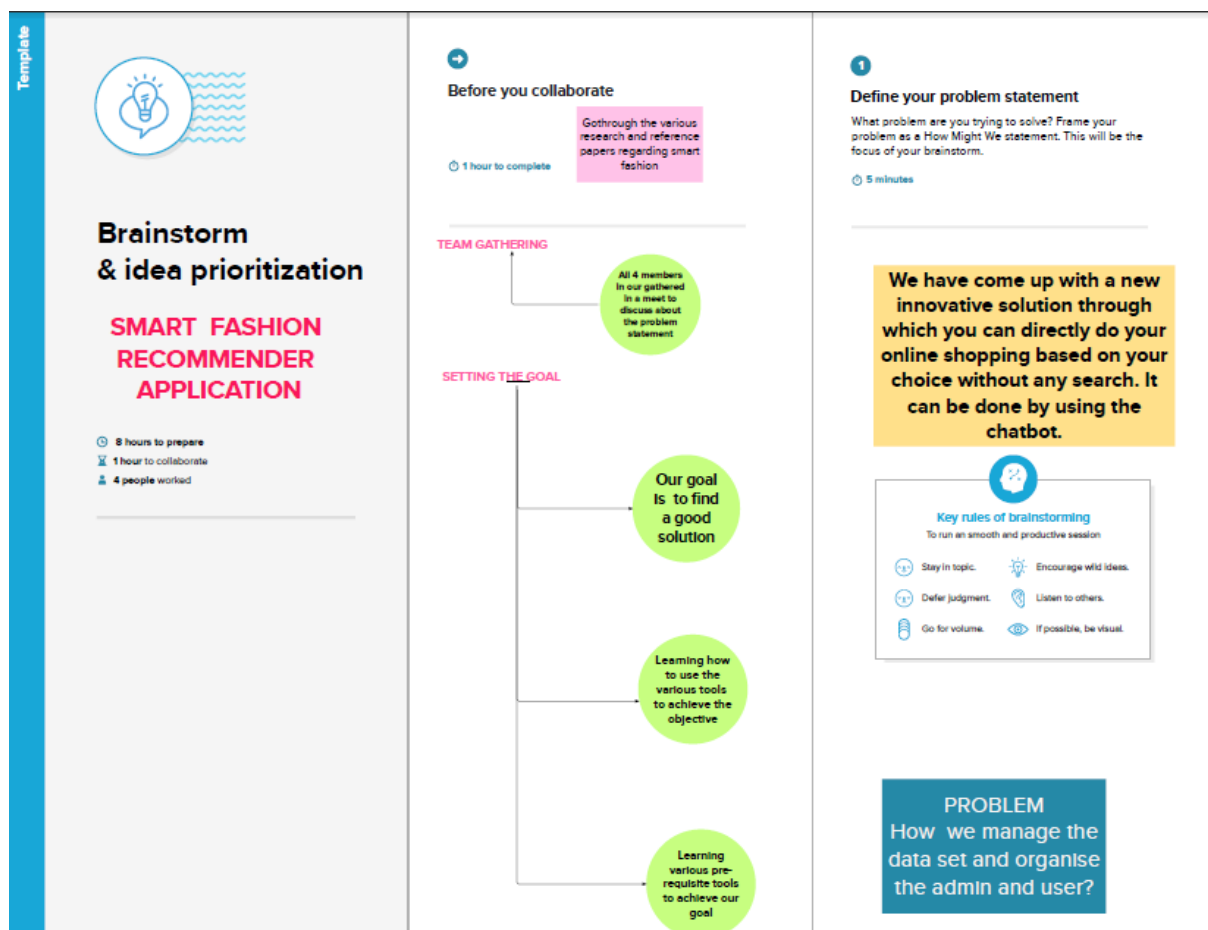 Template
Brainstorm
& idea prioritization
SMART FASHION
RECOMMENDER
APPLICATION
8 hours to prepare
1 hour to collaborate
4 people worked
Before you collaborate
Gothrough the various
research and reference
papers regarding smart
fashion
1 hour to complete
TEAM GATHERING
All 4 members
in our gathered
in a meet to
discuss about
the problem
statement
SETTING THE GOAL
Our goal
is to find
a good
solution
Learning how
to use the
various tools
to achieve the
objective
Learning
various pre-
requisite tools
to achieve our
goal
1
Define your problem statement
What problem are you trying to solve? Frame your
problem as a How Might We statement. This will be the
focus of your brainstorm.
5 minutes
We have come up with a new
innovative solution through
which you can directly do your
online shopping based on your
choice without any search. It
can be done by using the
chatbot.
Key rules of brainstorming
To run an smooth and productive session
Stay in topic.
Encourage wild ideas.
Defer judgment.
Listen to others.
Go for volume.
If possible, be visual.
PROBLEM
How we manage the
data set and organise
the admin and user?